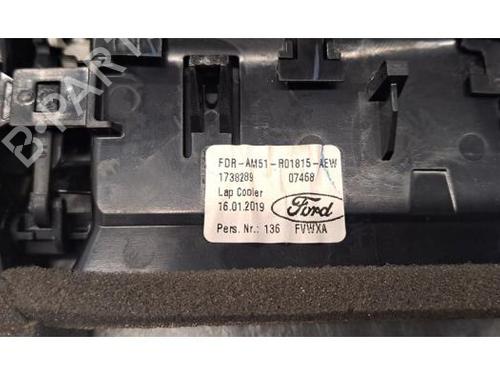 FDR-AM51-R01815-AEW
1738289 07468
Lap Cooler
16.01.2019 Ford
Pers. Nr.: 136 FVWXA
B-PARTS